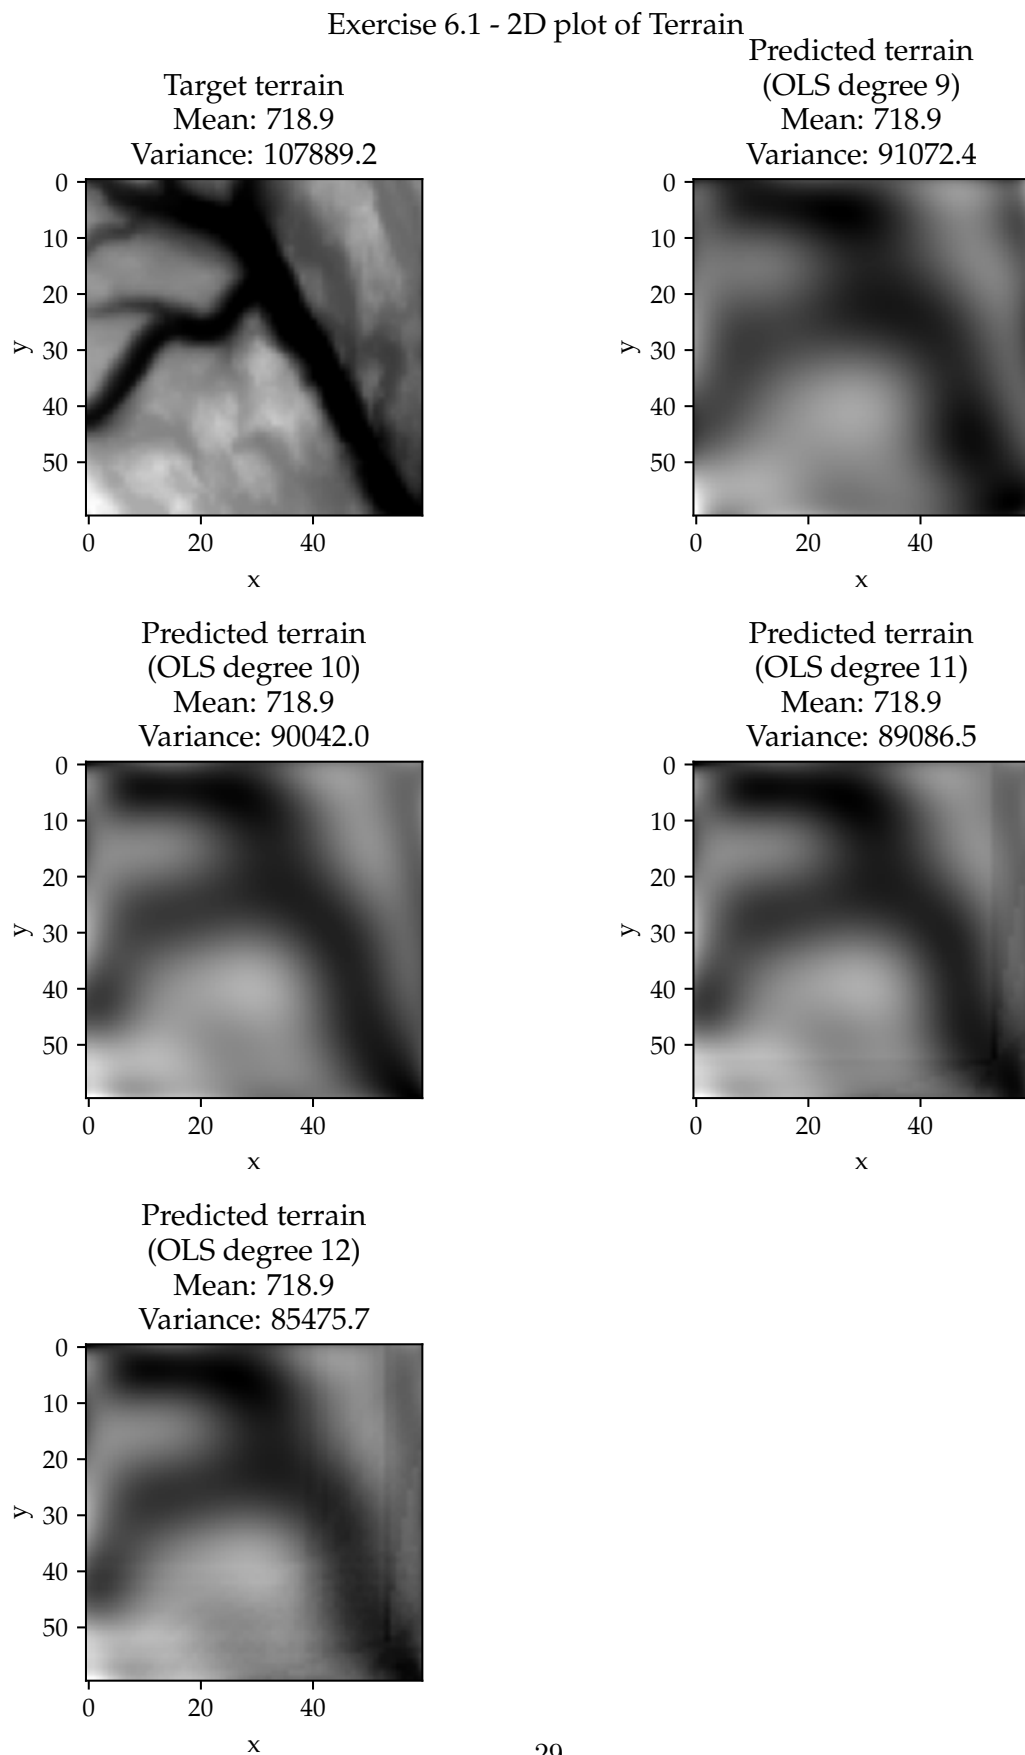 Exercise 6.1 - 2D plot of Terrain
Target terrain
Mean: 718.9
Variance: 107889.2
0
10
20
30
40
50
y
0
20
40
x
Predicted terrain
(OLS degree 9)
Mean: 718.9
Variance: 91072.4
0
10
20
30
40
50
y
0
20
40
x
Predicted terrain
(OLS degree 10)
Mean: 718.9
Variance: 90042.0
0
10
20
30
40
50
y
0
20
40
x
Predicted terrain
(OLS degree 11)
Mean: 718.9
Variance: 89086.5
0
10
20
30
40
50
y
0
20
40
x
Predicted terrain
(OLS degree 12)
Mean: 718.9
Variance: 85475.7
0
10
20
30
40
50
y
0
20
40
x
29